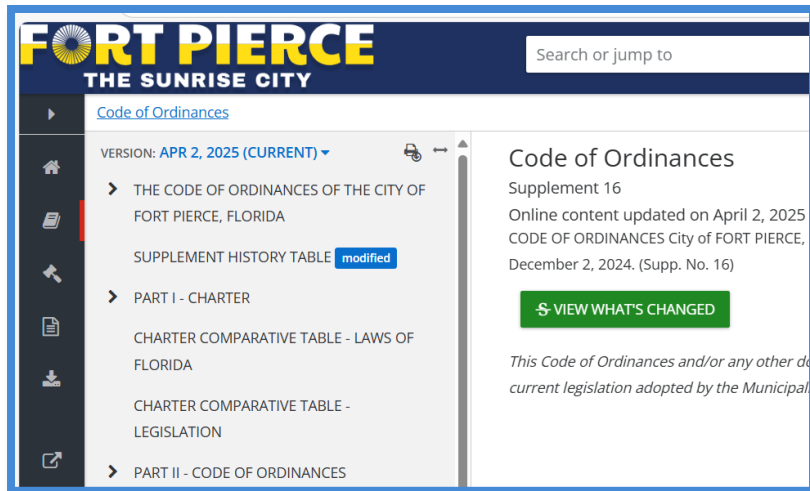 FORT PIERCE
THE SUNRISE CITY
Search or jump to
Code of Ordinances
VERSION: APR 2, 2025 (CURRENT)
THE CODE OF ORDINANCES OF THE CITY OF
FORT PIERCE, FLORIDA
SUPPLEMENT HISTORY TABLE modified
PART I - CHARTER
CHARTER COMPARATIVE TABLE - LAWS OF
FLORIDA
CHARTER COMPARATIVE TABLE -
LEGISLATION
PART II - CODE OF ORDINANCES
Code of Ordinances
Supplement 16
Online content updated on April 2, 2025
CODE OF ORDINANCES City of FORT PIERCE,
December 2, 2024. (Supp. No. 16)
S VIEW WHAT'S CHANGED
This Code of Ordinances and/or any other
current legislation adopted by the